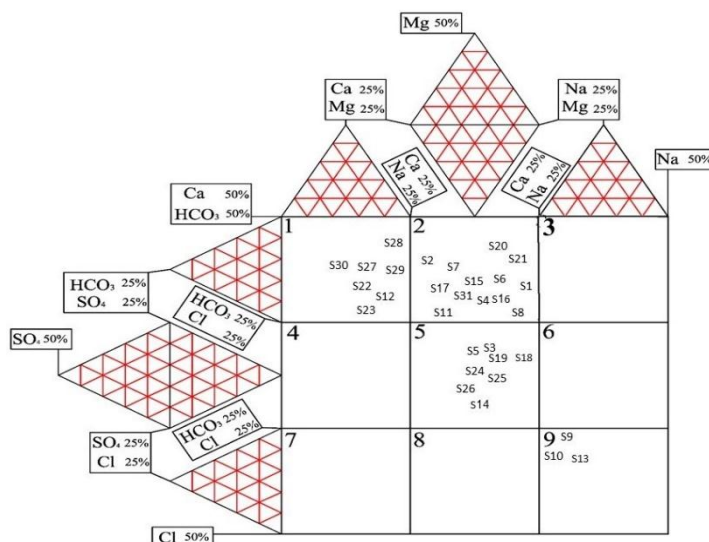 Mg 50%
Ca 25%
Mg 25%
Na 25%
Mg 25%
Ca 25%
Na 25%
Ca 25%
Na 25%
Na 50%
Ca 50%
HCO₃ 50%
1
2
3
S28
S20
S30
S27
S29
S2
S7
S6
S21
S22
S12
S17
S15
S31
S4
S16
S1
S23
S11
S8
HCO₃ 25%
SO₄ 25%
HCO₃ 25%
Cl 25%
4
5
6
SO₄ 50%
S5
S3
S19
S18
S24
S25
S26
S14
HCO₃ 25%
Cl 25%
SO₄ 25%
Cl 25%
7
8
9
S9
S10
S13
Cl 50%